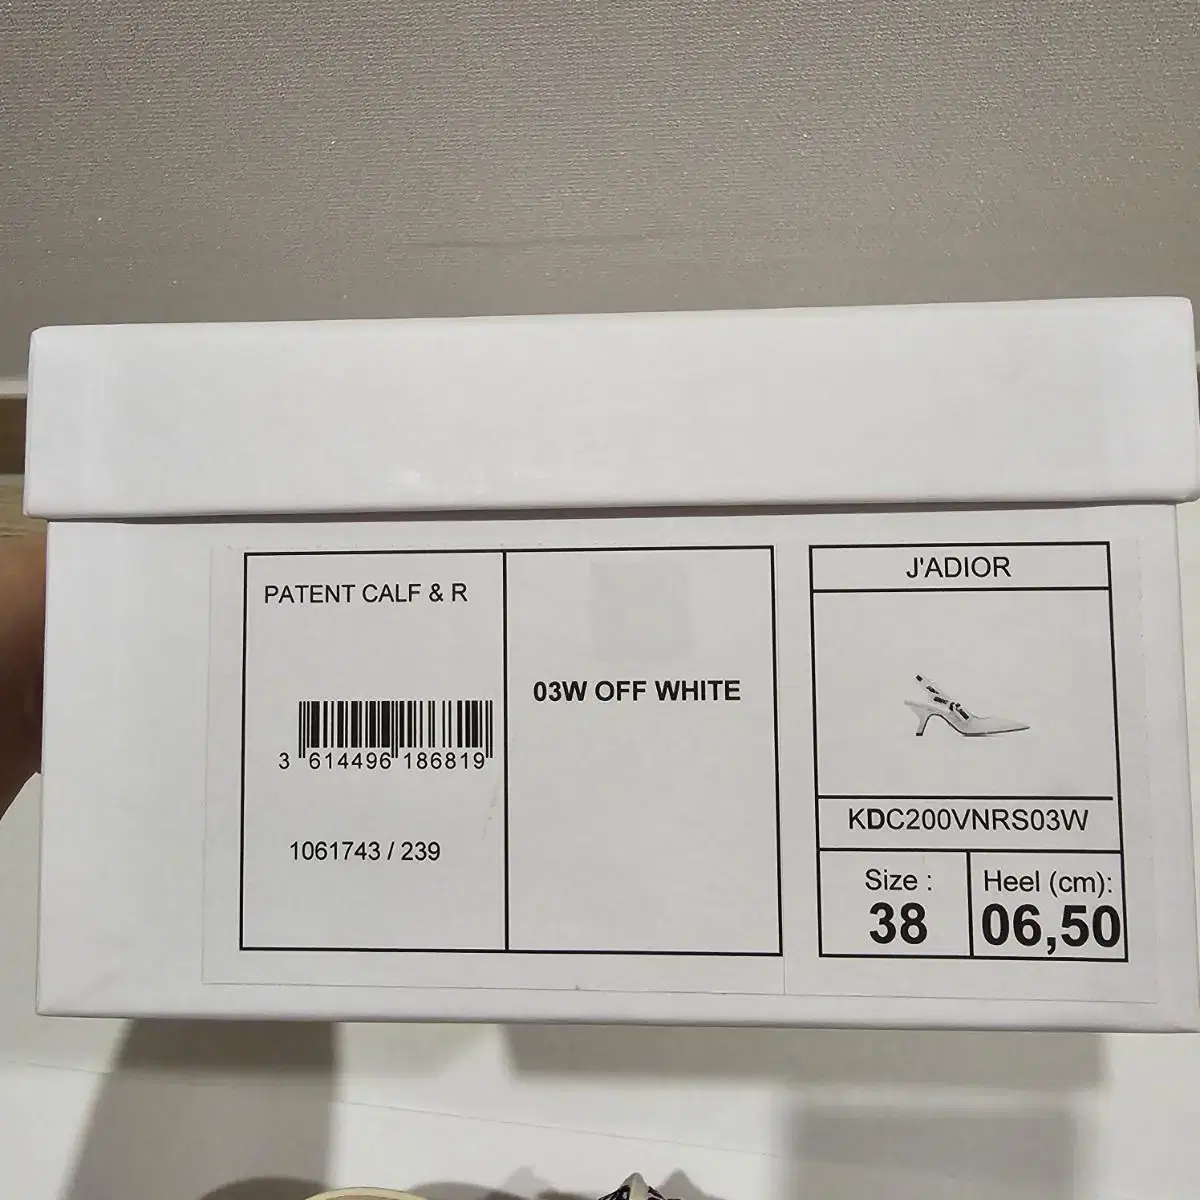 PATENT CALF & R
3 614496 186819
1061743 / 239
03W OFF WHITE
J'ADIOR
KDC200VNRS03W
Size :
38
Heel (cm):
06,50